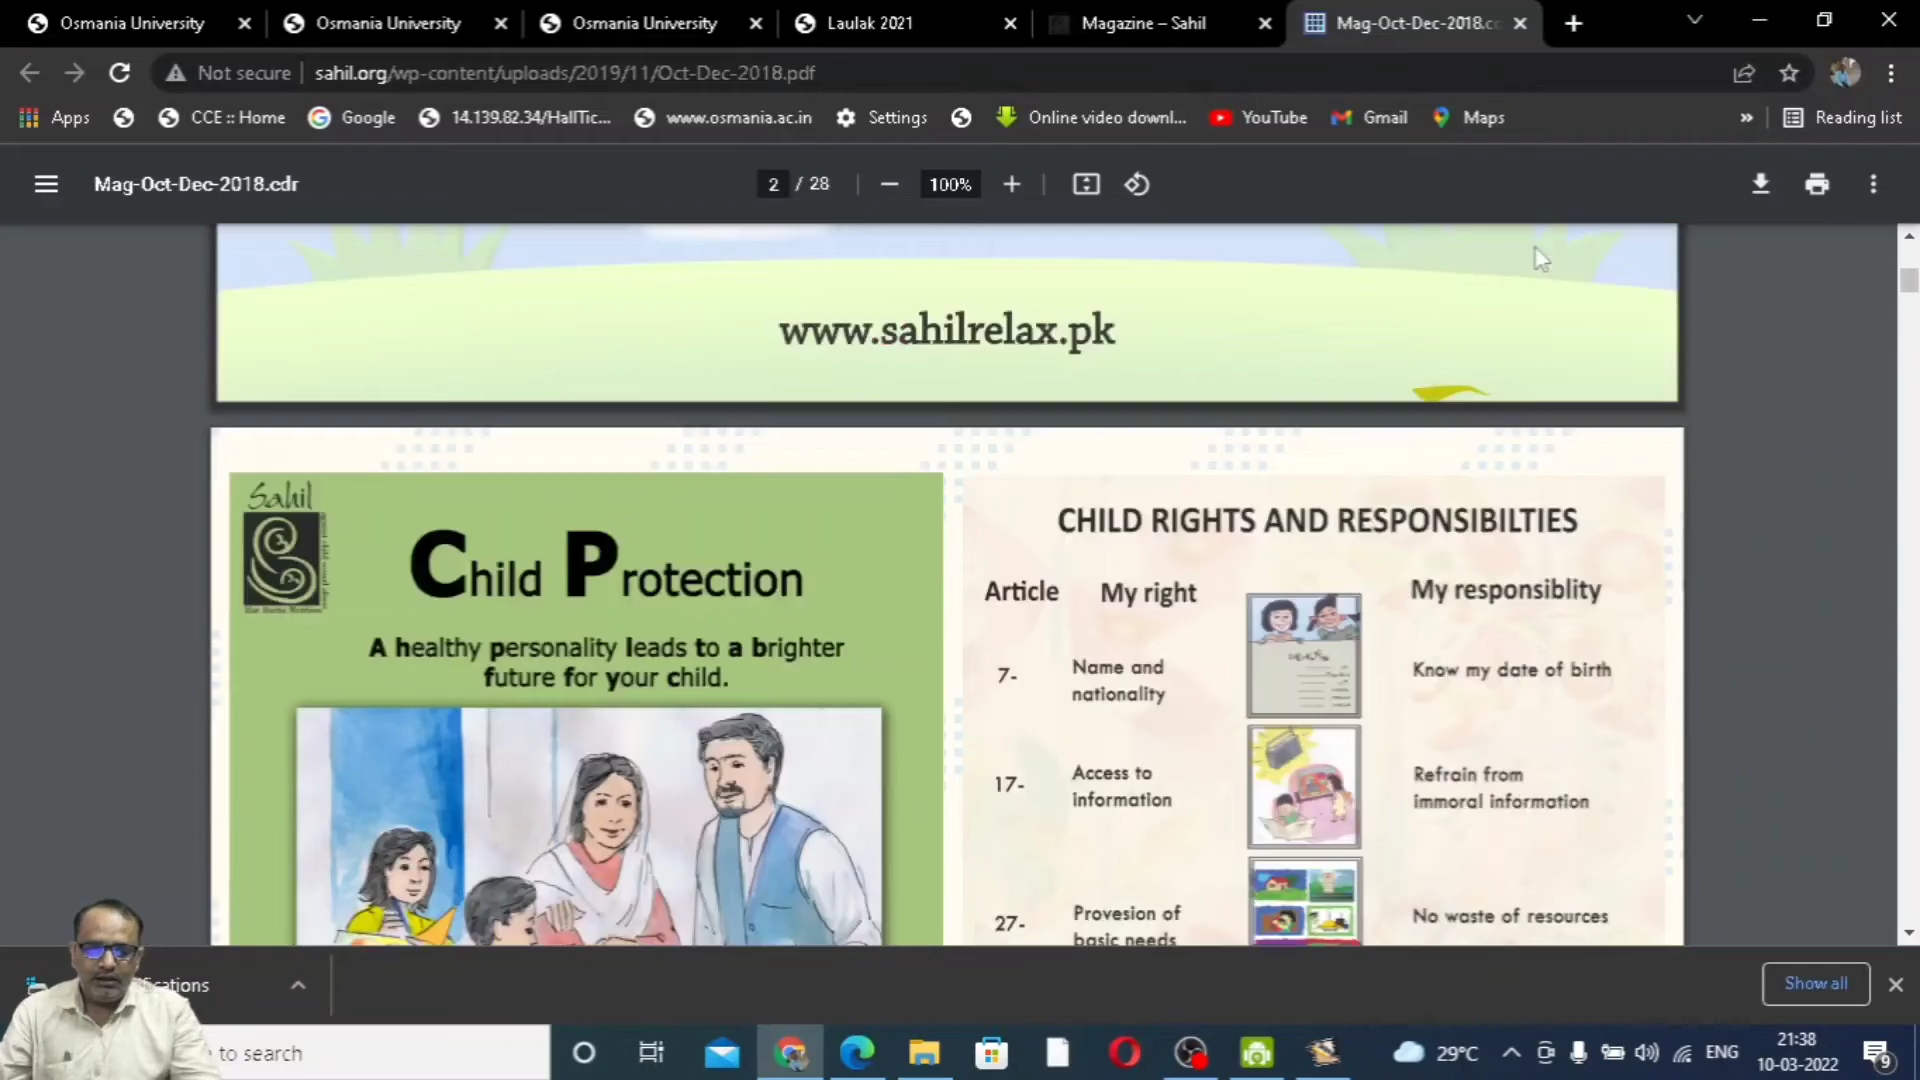 Osmania University
Osmania University
Osmania University
Laulak 2021
Magazine – Sahil
Mag-Oct-Dec-2018.cd
Not secure
sahil.org/wp-content/uploads/2019/11/Oct-Dec-2018.pdf
Apps
CCE :: Home
Google
14.139.82.34/HallTic...
www.osmania.ac.in
Settings
Online video downl...
YouTube
Gmail
Maps
»
Reading list
Mag-Oct-Dec-2018.cdr
2 / 28
100%
www.sahilrelax.pk
Sahil
Child Protection
A healthy personality leads to a brighter
future for your child.
CHILD RIGHTS AND RESPONSIBILTIES
Article My right My responsiblity
7- Name and
nationality
Know my date of birth
17- Access to
information
Refrain from
immoral information
27- Provesion of
basic needs
No waste of resources
ications
Show all
to search
29°C
ENG
21:38
10-03-2022
9